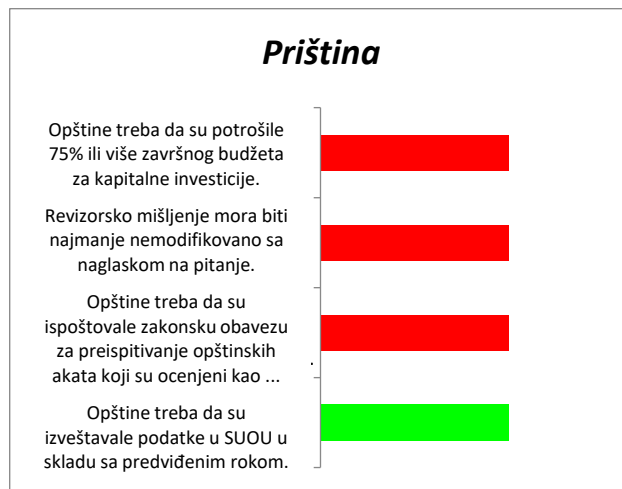 Priština
Opštine treba da su potrošile
75% ili više završnog budžeta
za kapitalne investicije.
Revizorsko mišljenje mora biti
najmanje nemodifikovano sa
naglaskom na pitanje.
Opštine treba da su
ispoštovale zakonsku obavezu
za preispitivanje opštinskih
akata koji su ocenjeni kao ...
Opštine treba da su
izveštavale podatke u SUOU u
skladu sa predviđenim rokom.